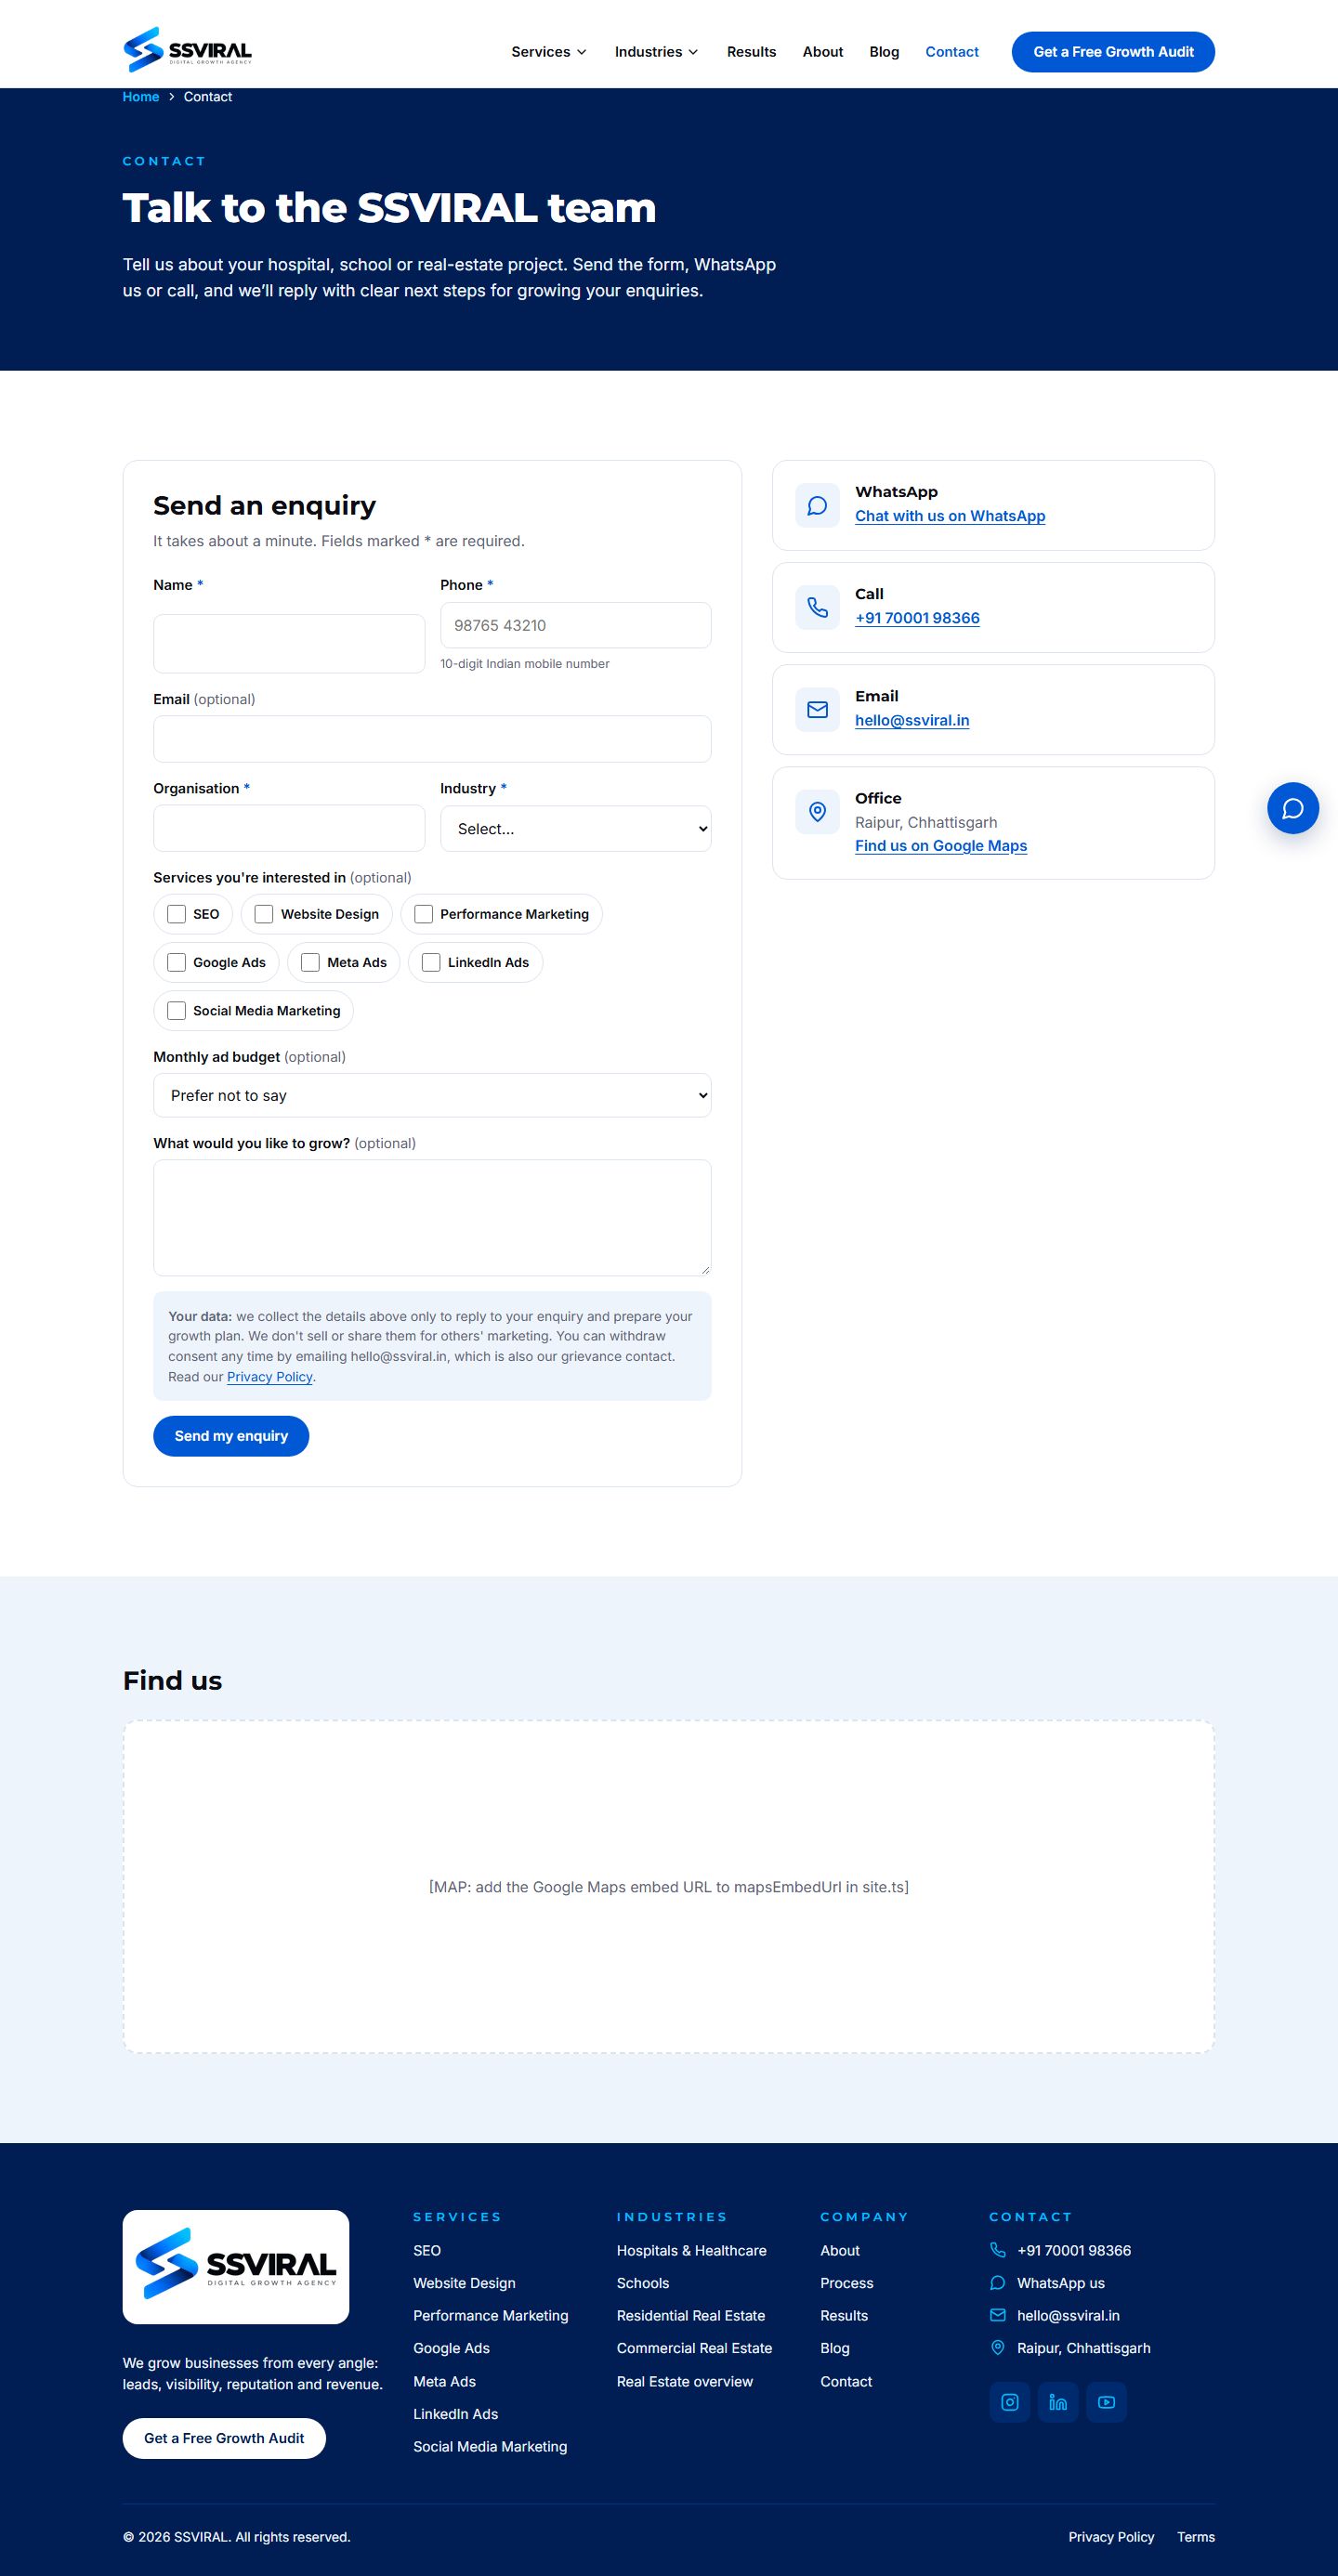 SSVIRAL
DIGITAL GROWTH AGENCY
Services
Industries
Results
About
Blog
Contact
Get a Free Growth Audit
Home > Contact
CONTACT
Talk to the SSVIRAL team
Tell us about your hospital, school or real-estate project. Send the form, WhatsApp
us or call, and we’ll reply with clear next steps for growing your enquiries.
Send an enquiry
It takes about a minute. Fields marked * are required.
Name *
Phone *
98765 43210
10-digit Indian mobile number
Email (optional)
Organisation *
Industry *
Select...
Services you're interested in (optional)
SEO
Website Design
Performance Marketing
Google Ads
Meta Ads
LinkedIn Ads
Social Media Marketing
Monthly ad budget (optional)
Prefer not to say
What would you like to grow? (optional)
Your data: we collect the details above only to reply to your enquiry and prepare your
growth plan. We don't sell or share them for others' marketing. You can withdraw
consent any time by emailing hello@ssviral.in, which is also our grievance contact.
Read our Privacy Policy.
Send my enquiry
WhatsApp
Chat with us on WhatsApp
Call
+91 70001 98366
Email
hello@ssviral.in
Office
Raipur, Chhattisgarh
Find us on Google Maps
Find us
[MAP: add the Google Maps embed URL to mapsEmbedUrl in site.ts]
SSVIRAL
DIGITAL GROWTH AGENCY
We grow businesses from every angle:
leads, visibility, reputation and revenue.
Get a Free Growth Audit
SERVICES
SEO
Website Design
Performance Marketing
Google Ads
Meta Ads
LinkedIn Ads
Social Media Marketing
INDUSTRIES
Hospitals & Healthcare
Schools
Residential Real Estate
Commercial Real Estate
Real Estate overview
COMPANY
About
Process
Results
Blog
Contact
CONTACT
+91 70001 98366
WhatsApp us
hello@ssviral.in
Raipur, Chhattisgarh
© 2026 SSVIRAL. All rights reserved.
Privacy Policy
Terms